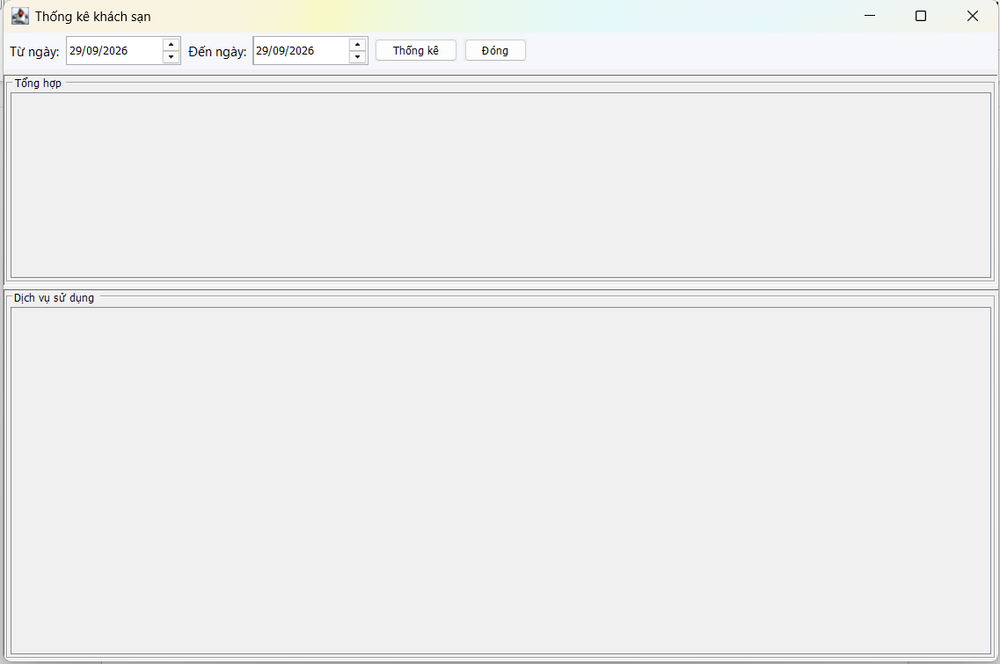 Thống kê khách sạn
Từ ngày: 29/09/2026 Đến ngày: 29/09/2026 Thống kê Đóng
Tổng hợp
Dịch vụ sử dụng